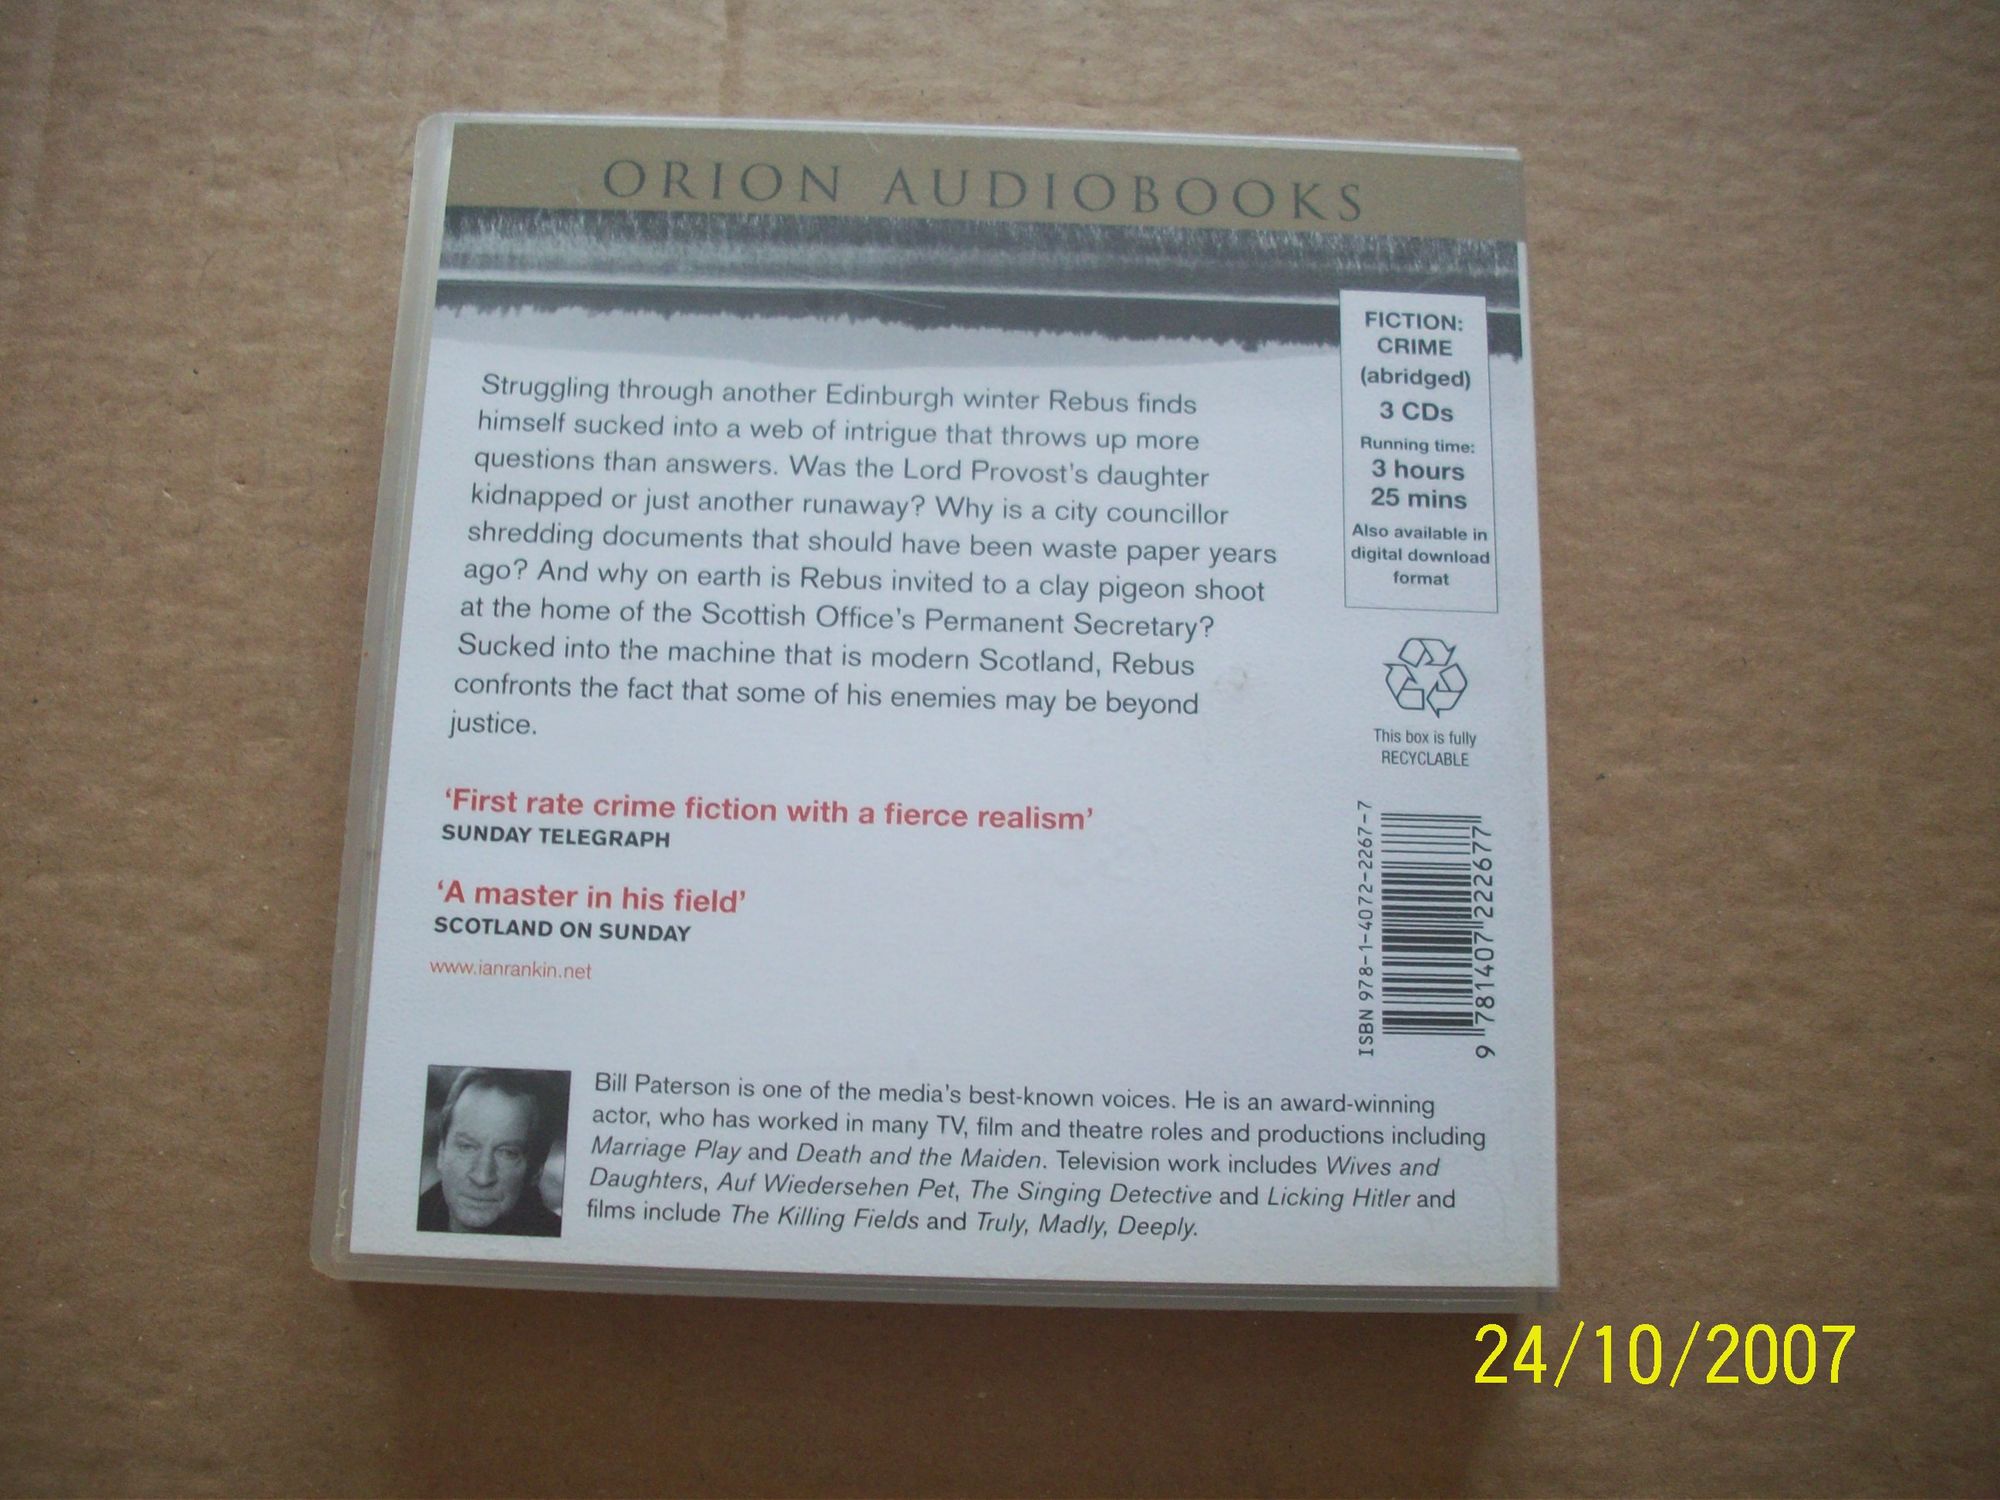 ORION AUDIOBOOKS
Struggling through another Edinburgh winter Rebus finds
himself sucked into a web of intrigue that throws up more
questions than answers. Was the Lord Provost's daughter
kidnapped or just another runaway? Why is a city councillor
shredding documents that should have been waste paper years
ago? And why on earth is Rebus invited to a clay pigeon shoot
at the home of the Scottish Office's Permanent Secretary?
Sucked into the machine that is modern Scotland, Rebus
confronts the fact that some of his enemies may be beyond
justice.
'First rate crime fiction with a fierce realism'
SUNDAY TELEGRAPH
'A master in his field'
SCOTLAND ON SUNDAY
www.ianrankin.net
FICTION:
CRIME
(abridged)
3 CDs
Running time:
3 hours
25 mins
Also available in
digital download
format
This box is fully
RECYCLABLE
ISBN 978-1-4072-2267-7
9 781407 222677
Bill Paterson is one of the media's best-known voices. He is an award-winning
actor, who has worked in many TV, film and theatre roles and productions including
Marriage Play and Death and the Maiden. Television work includes Wives and
Daughters, Auf Wiedersehen Pet, The Singing Detective and Licking Hitler and
films include The Killing Fields and Truly, Madly, Deeply.
24/10/2007